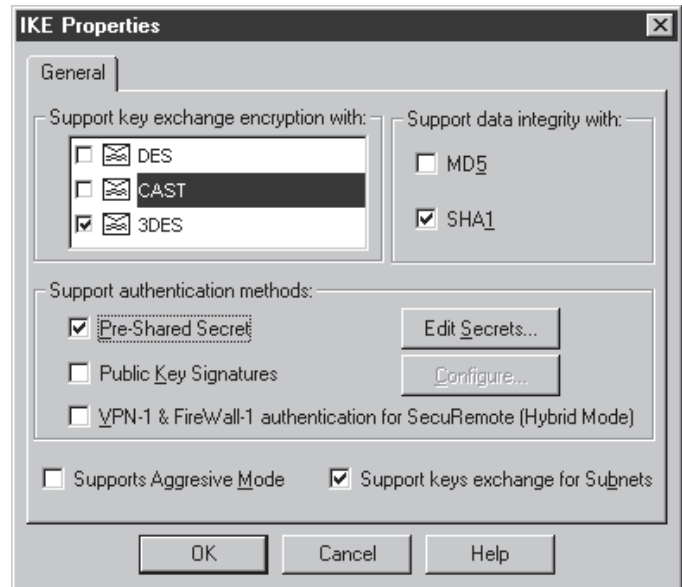 IKE Properties
General
Support key exchange encryption with:
DES
CAST
3DES
Support data integrity with:
MD5
SHA1
Support authentication methods:
Pre-Shared Secret
Edit Secrets...
Public Key Signatures
Configure...
VPN-1 & FireWall-1 authentication for SecuRemote (Hybrid Mode)
Supports Aggresive Mode
Support keys exchange for Subnets
OK
Cancel
Help